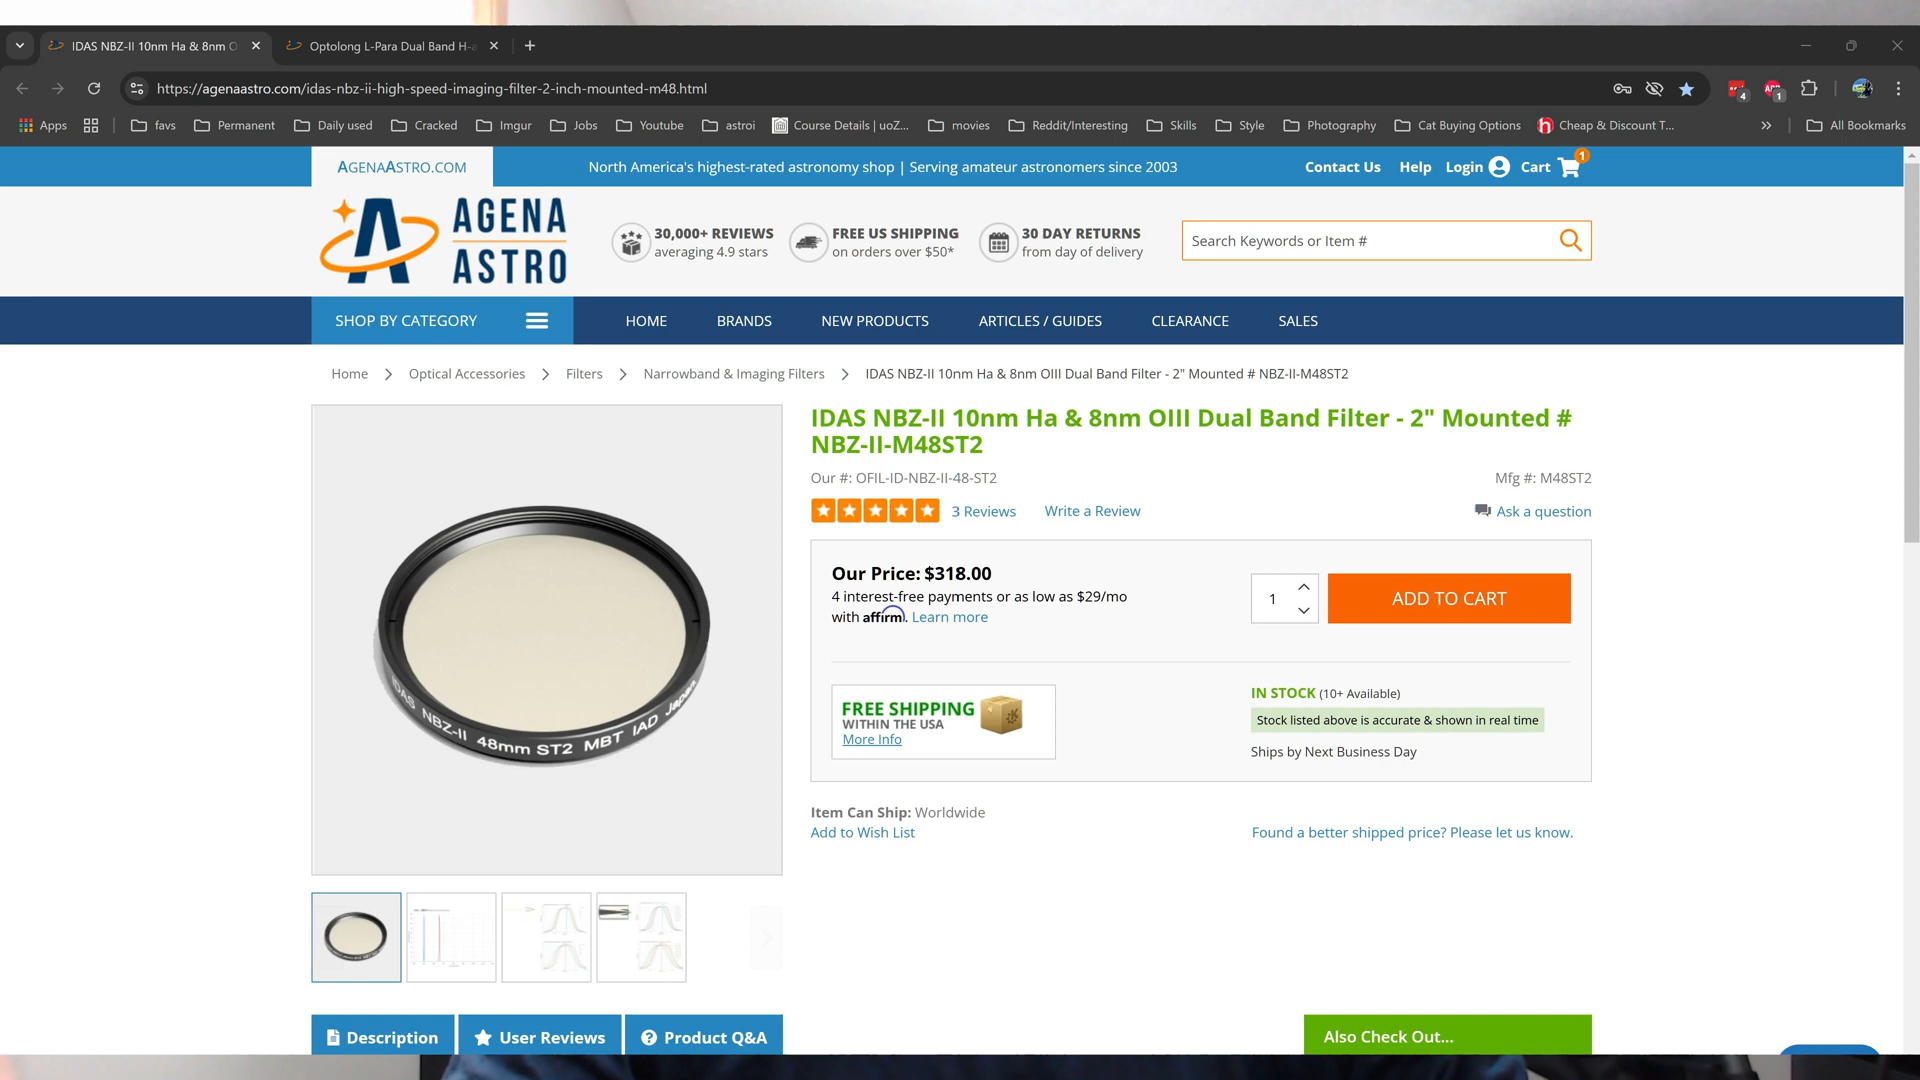 IDAS NBZ-II 10nm Ha & 8nm O
Optolong L-Para Dual Band H-a
https://agenaastro.com/idas-nbz-ii-high-speed-imaging-filter-2-inch-mounted-m48.html
4
1
Apps
favs
Permanent
Daily used
Cracked
Imgur
Jobs
Youtube
astroi
Course Details | uoZ...
movies
Reddit/Interesting
Skills
Style
Photography
Cat Buying Options
Cheap & Discount T...
All Bookmarks
AGENAASTRO.COM
North America's highest-rated astronomy shop | Serving amateur astronomers since 2003
Contact Us
Help
Login
Cart
1
AGENA
ASTRO
30,000+ REVIEWS
averaging 4.9 stars
FREE US SHIPPING
on orders over $50*
30 DAY RETURNS
from day of delivery
Search Keywords or Item #
SHOP BY CATEGORY
HOME
BRANDS
NEW PRODUCTS
ARTICLES / GUIDES
CLEARANCE
SALES
Home
Optical Accessories
Filters
Narrowband & Imaging Filters
IDAS NBZ-II 10nm Ha & 8nm OIII Dual Band Filter - 2" Mounted # NBZ-II-M48ST2
IDAS NBZ-II 48mm ST2 MBT IAD Japan
IDAS NBZ-II 10nm Ha & 8nm OIII Dual Band Filter - 2" Mounted #
NBZ-II-M48ST2
Our #: OFIL-ID-NBZ-II-48-ST2
Mfg #: M48ST2
3 Reviews
Write a Review
Ask a question
Our Price: $318.00
4 interest-free payments or as low as $29/mo
with affirm. Learn more
1
ADD TO CART
FREE SHIPPING
WITHIN THE USA
More Info
IN STOCK (10+ Available)
Stock listed above is accurate & shown in real time
Ships by Next Business Day
Item Can Ship: Worldwide
Add to Wish List
Found a better shipped price? Please let us know.
Description
User Reviews
Product Q&A
Also Check Out...